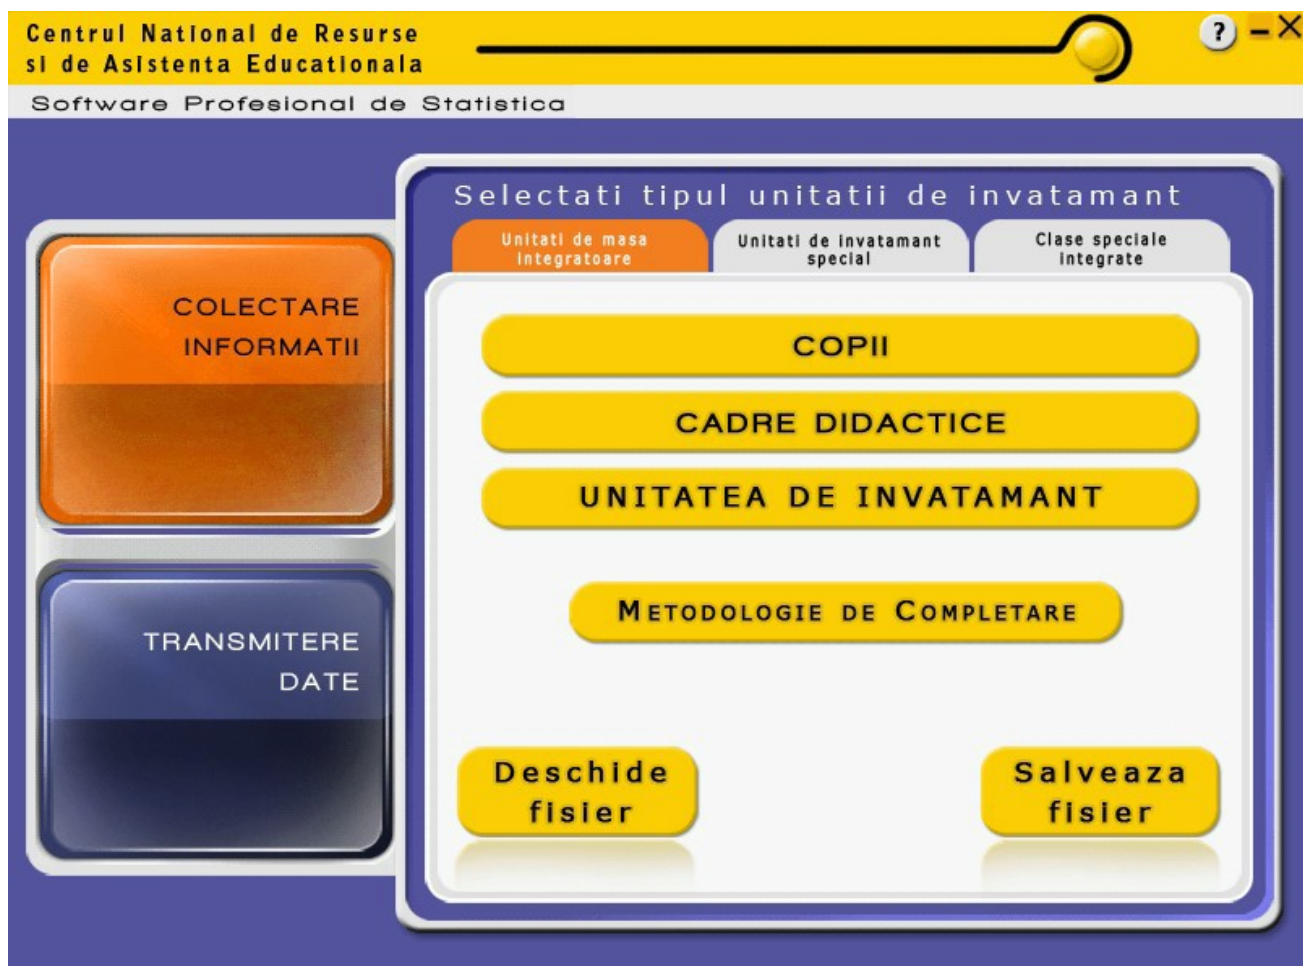 Centrul National de Resurse
si de Asistenta Educationala
?
Software Profesional de Statistica
Selectati tipul unitatii de invatamant
Unitati de masa
integratoare
Unitati de invatamant
special
Clase speciale
integrate
COLECTARE
INFORMATII
COPII
CADRE DIDACTICE
UNITATEA DE INVATAMANT
METODOLOGIE DE COMPLETARE
TRANSMITERE
DATE
Deschide
fisier
Salveaza
fisier